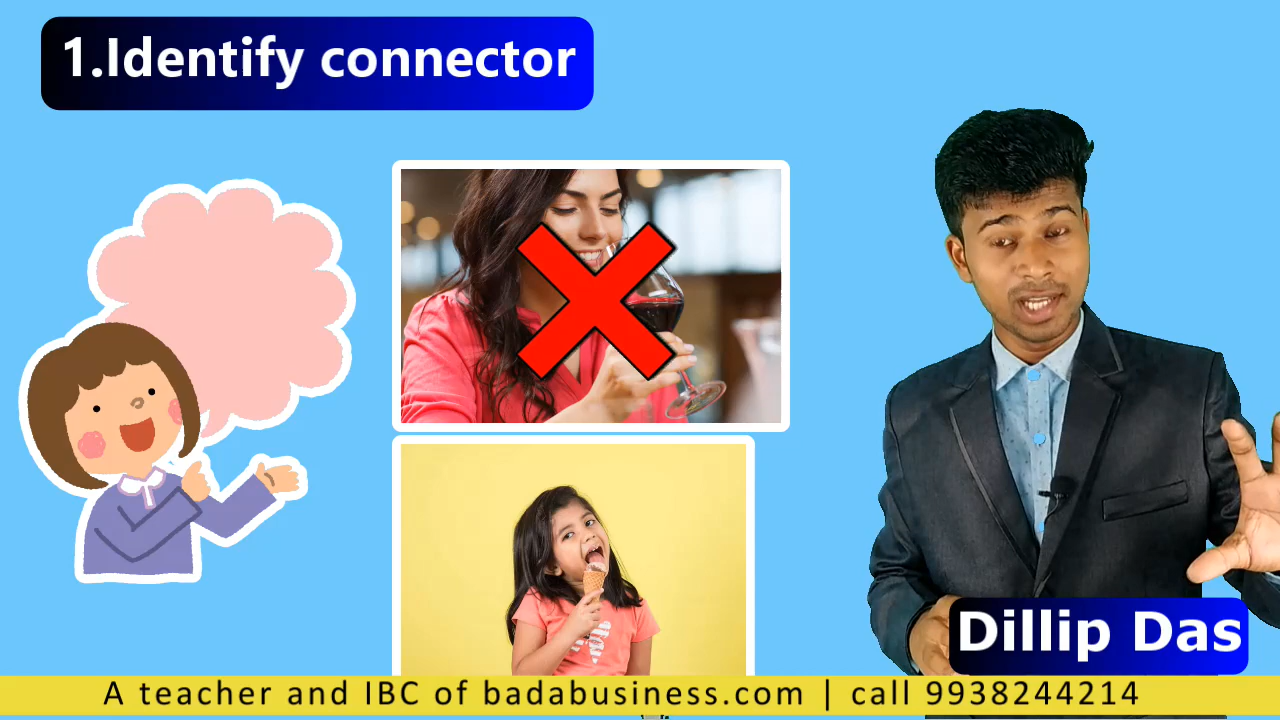 1.Identify connector
Dillip Das
A teacher and IBC of badabusiness.com | call 9938244214